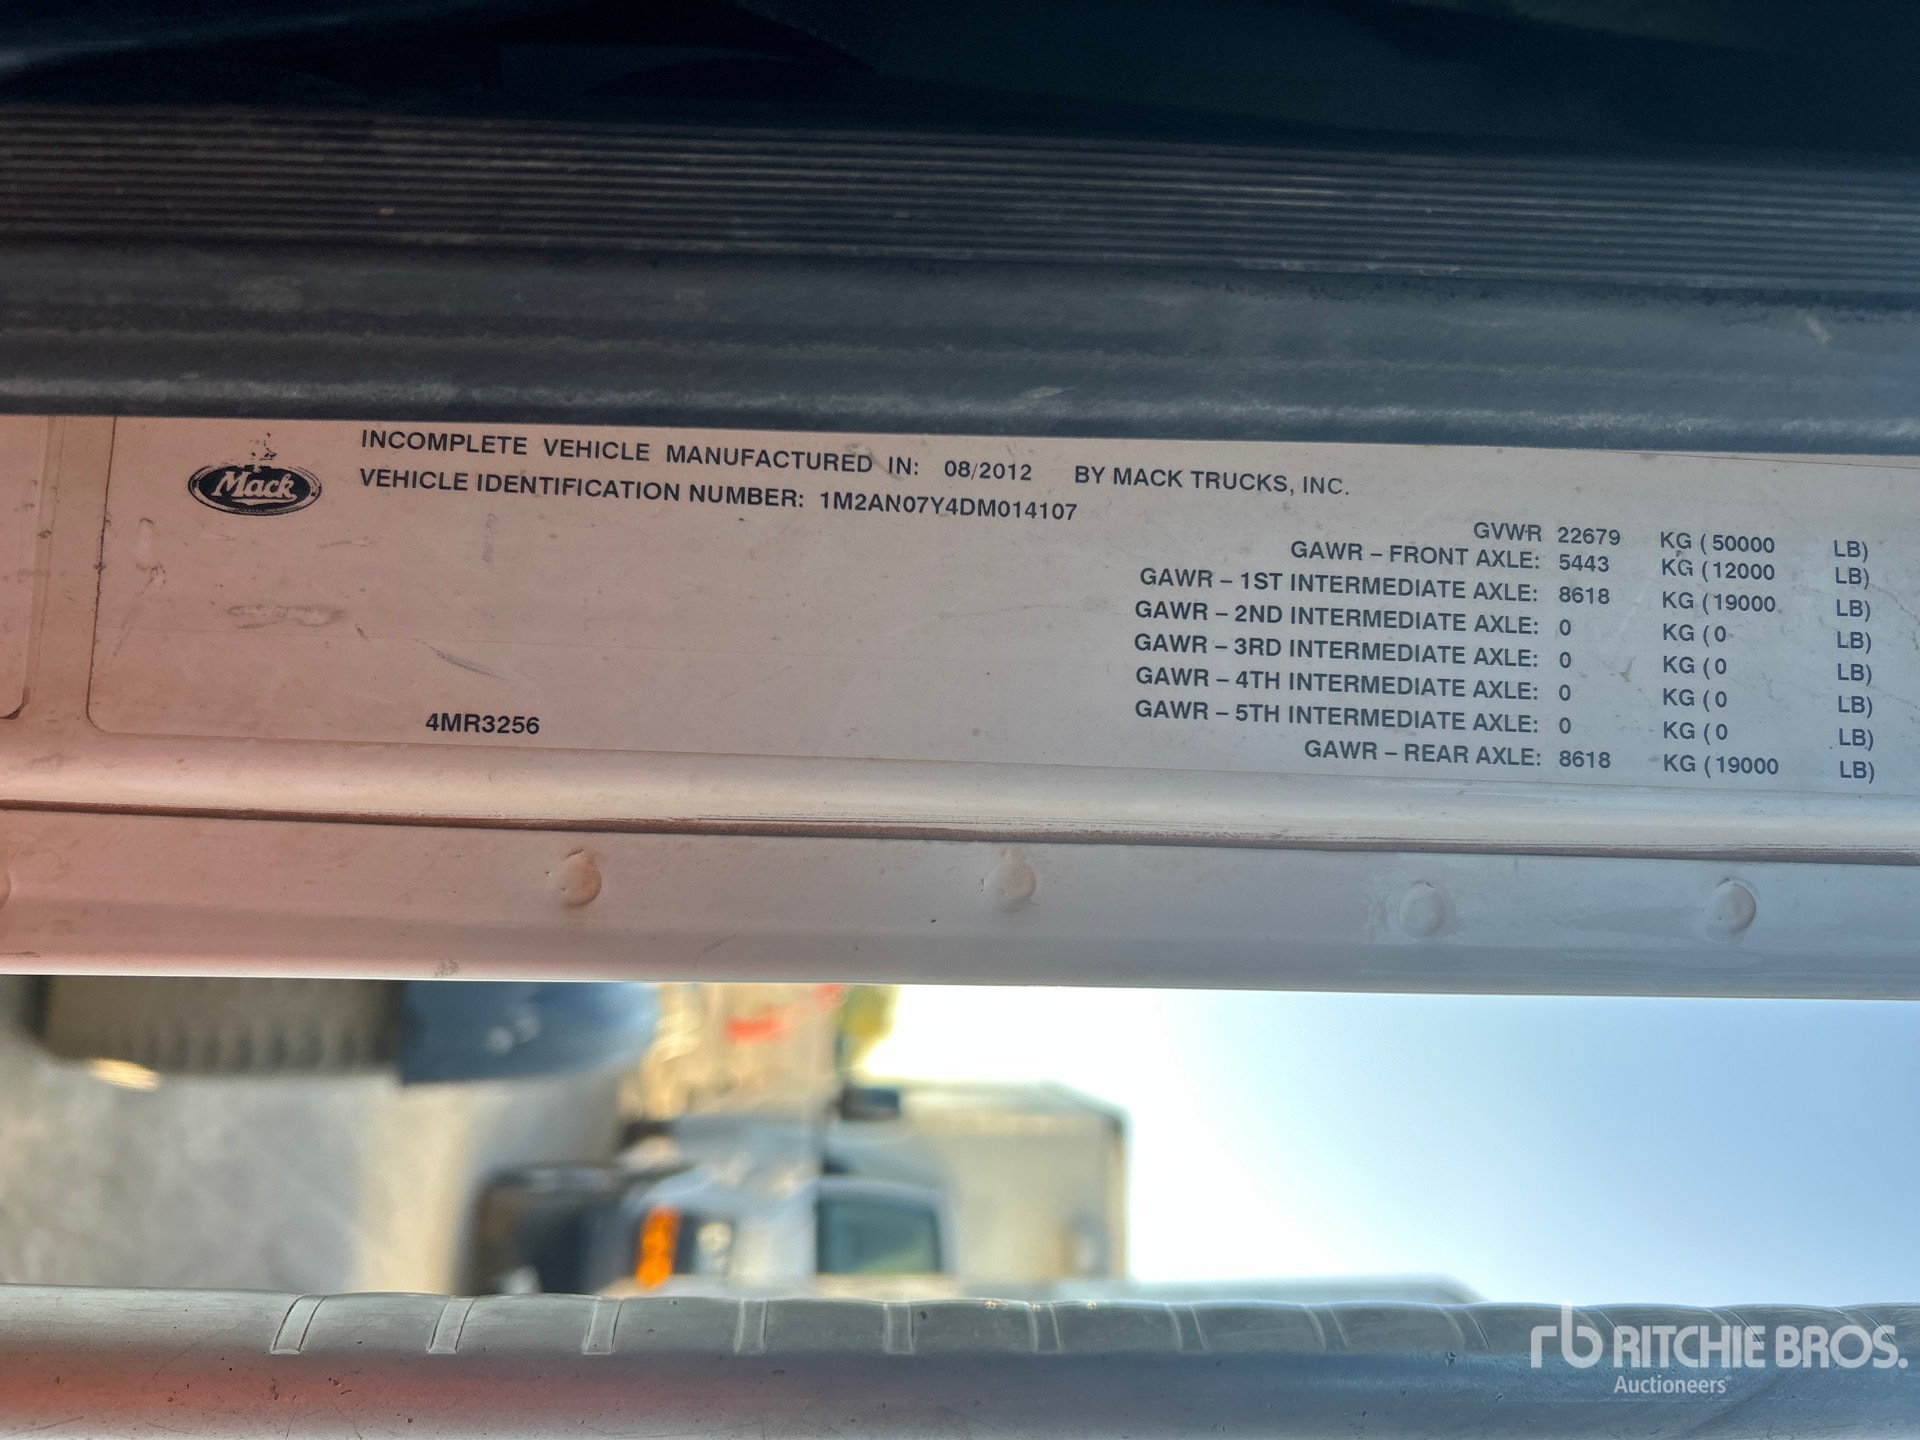 Mack
INCOMPLETE VEHICLE MANUFACTURED IN: 08/2012 BY MACK TRUCKS, INC.
VEHICLE IDENTIFICATION NUMBER: 1M2AN07Y4DM014107
GVWR 22679 KG (50000 LB)
GAWR – FRONT AXLE: 5443 KG (12000 LB)
GAWR – 1ST INTERMEDIATE AXLE: 8618 KG (19000 LB)
GAWR – 2ND INTERMEDIATE AXLE: 0 KG (0 LB)
GAWR – 3RD INTERMEDIATE AXLE: 0 KG (0 LB)
GAWR – 4TH INTERMEDIATE AXLE: 0 KG (0 LB)
GAWR – 5TH INTERMEDIATE AXLE: 0 KG (0 LB)
GAWR – REAR AXLE: 8618 KG (19000 LB)
4MR3256
rb RITCHIE BROS.
Auctioneers